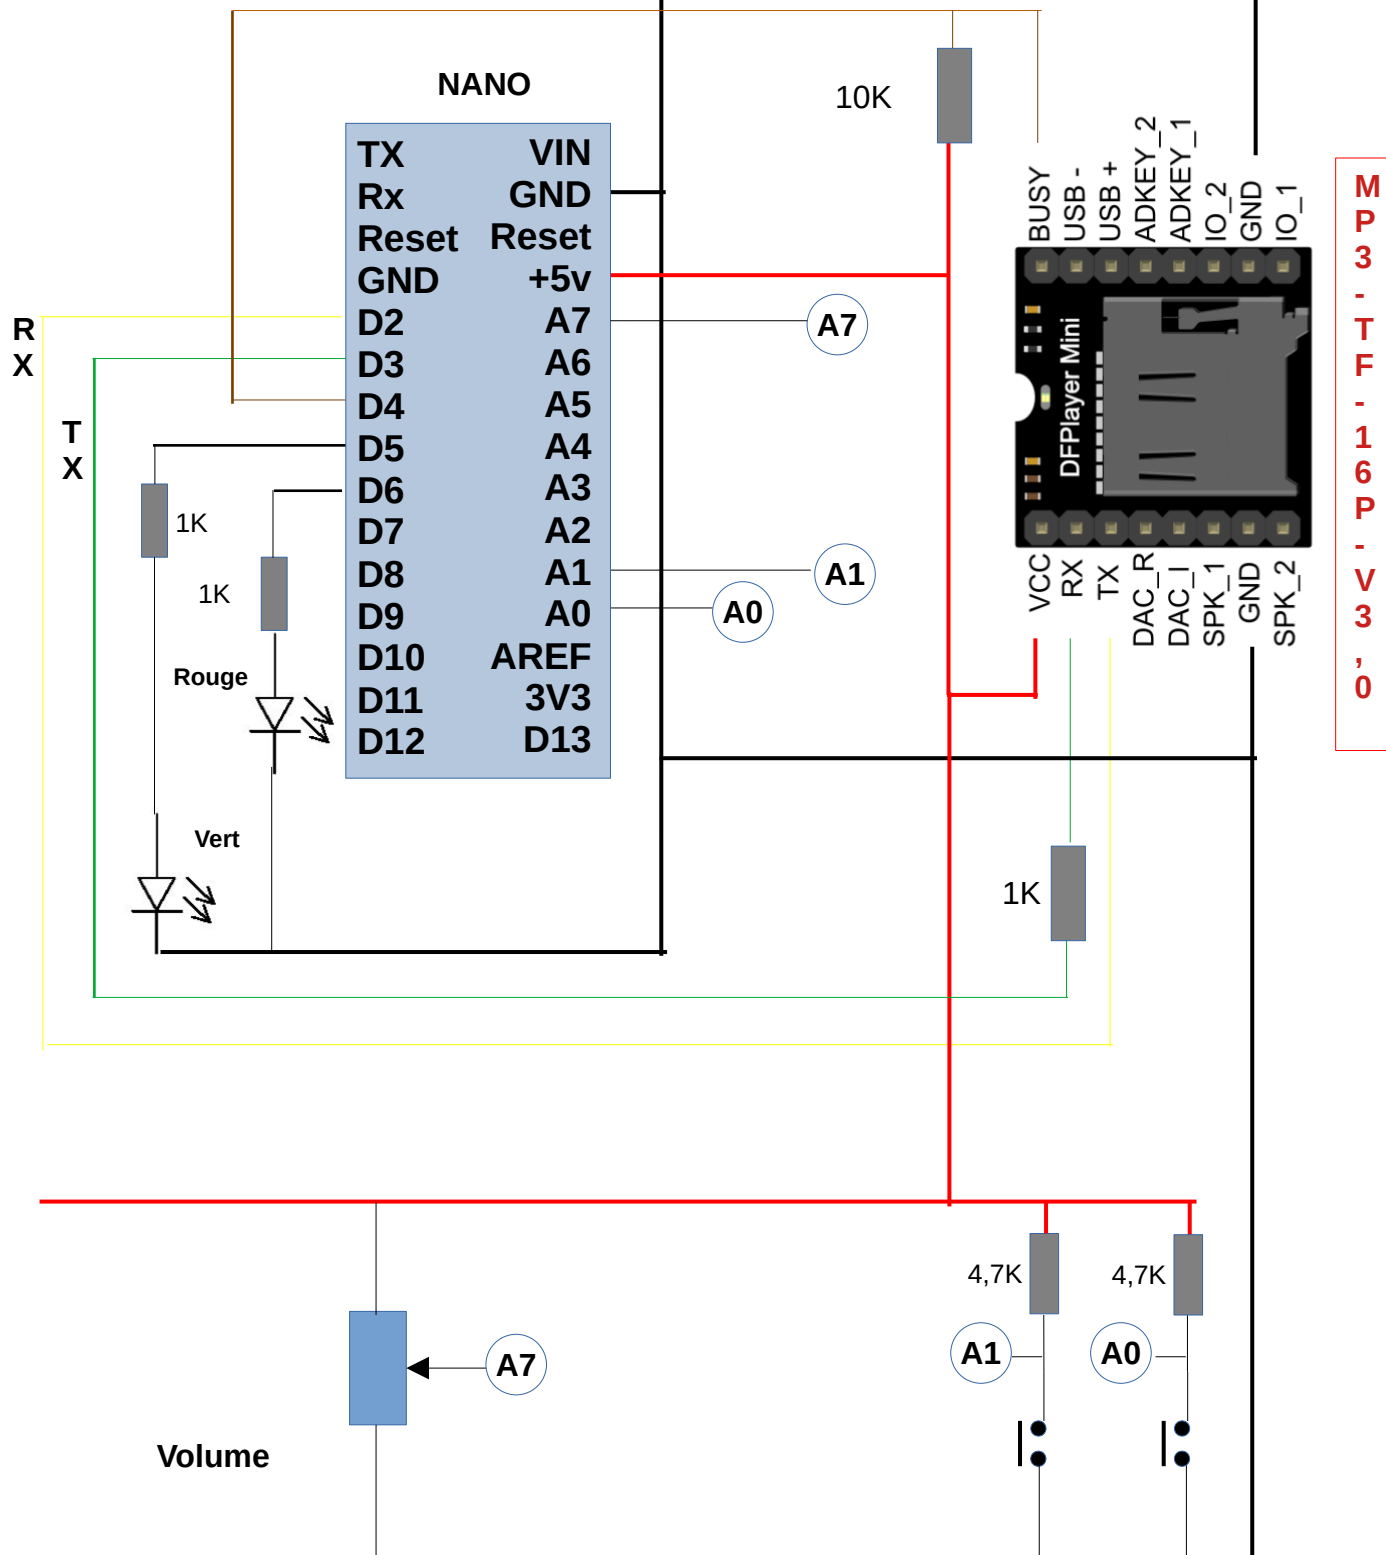 NANO
10K
TX
Rx
Reset
GND
D2
D3
D4
D5
D6
D7
D8
D9
D10
D11
D12
VIN
GND
Reset
+5v
A7
A6
A5
A4
A3
A2
A1
A0
AREF
3V3
D13
A7
A1
A0
RX
TX
1K
1K
Rouge
Vert
BUSY
USB -
USB +
ADKEY_2
ADKEY_1
IO_2
GND
IO_1
DFPlayer Mini
VCC
RX
TX
DAC_R
DAC_I
SPK_1
GND
SPK_2
MP3-TF-16P-V3,0
1K
4,7K
4,7K
A1
A0
A7
Volume